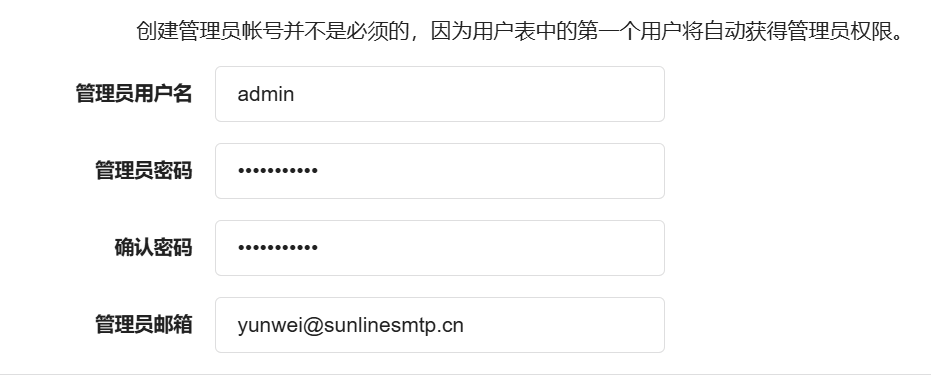 创建管理员帐号并不是必须的，因为用户表中的第一个用户将自动获得管理员权限。
管理员用户名 admin
管理员密码 •••••••••••
确认密码 •••••••••••
管理员邮箱 yunwei@sunlinesmtp.cn